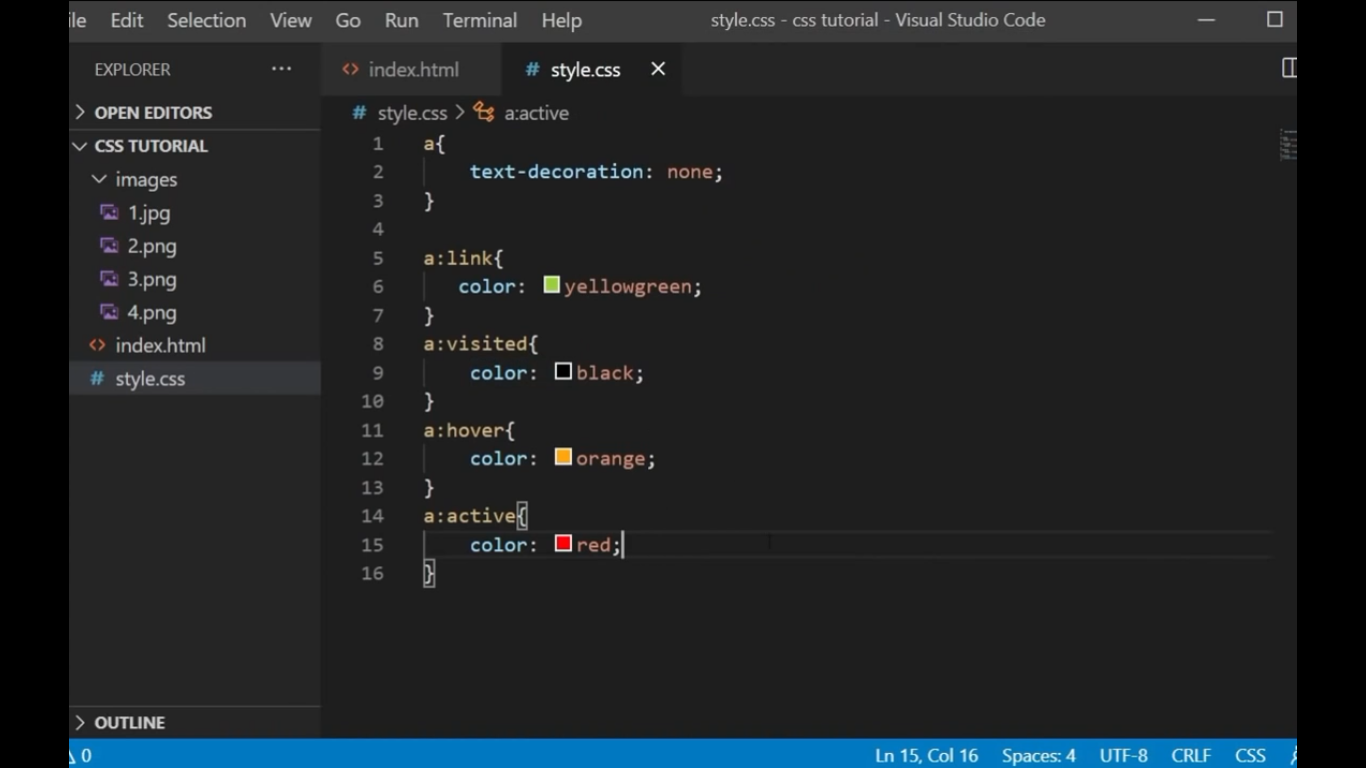 Edit Selection View Go Run Terminal Help style.css - css tutorial - Visual Studio Code
EXPLORER ...
index.html
# style.css ×
OPEN EDITORS
CSS TUTORIAL
images
1.jpg
2.png
3.png
4.png
index.html
# style.css
OUTLINE
# style.css > a:active
1 a{
2 text-decoration: none;
3 }
4
5 a:link{
6 color: yellowgreen;
7 }
8 a:visited{
9 color: black;
10 }
11 a:hover{
12 color: orange;
13 }
14 a:active{
15 color: red;
16 }
0 Ln 15, Col 16 Spaces: 4 UTF-8 CRLF CSS